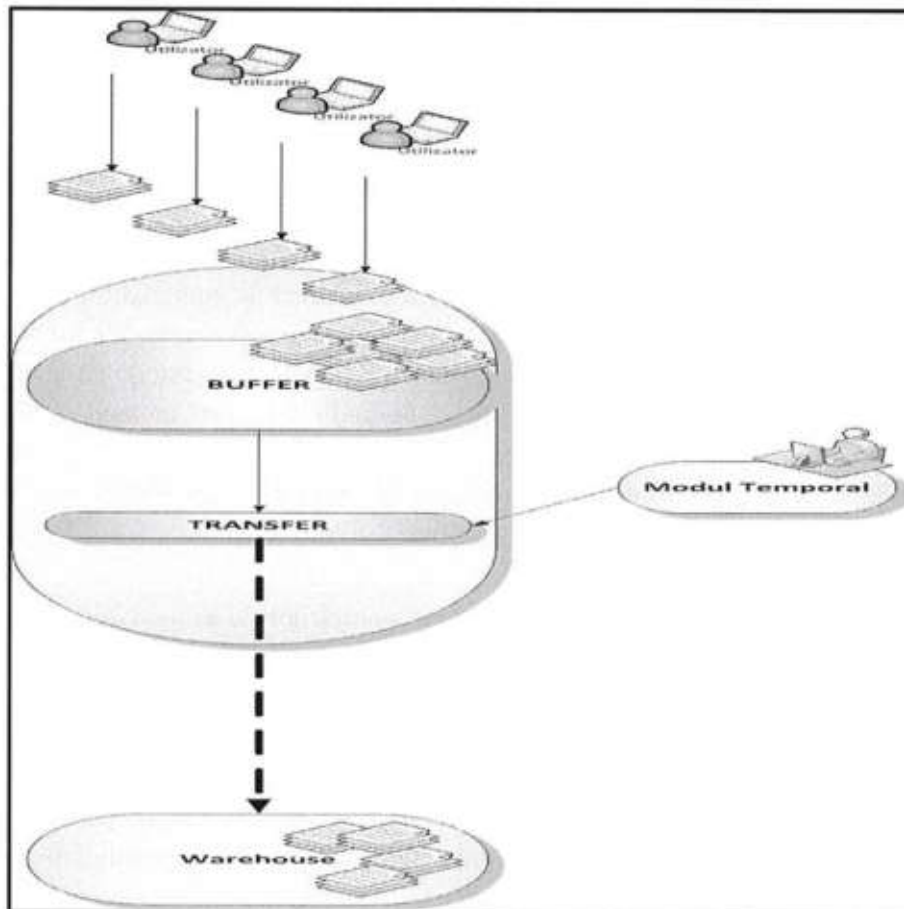 Utilizator
Utilizator
Utilizator
Utilizator
BUFFER
Modul Temporal
TRANSFER
Warehouse